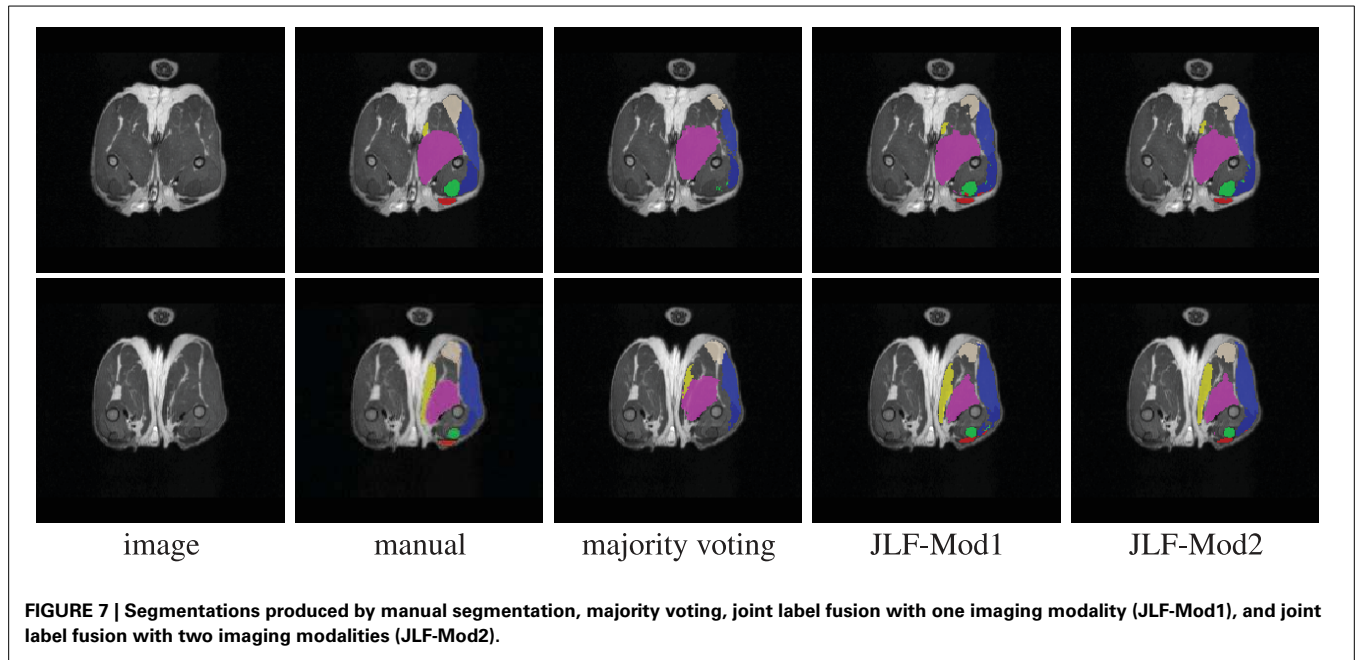 image manual majority voting JLF-Mod1 JLF-Mod2
FIGURE 7 | Segmentations produced by manual segmentation, majority voting, joint label fusion with one imaging modality (JLF-Mod1), and joint
label fusion with two imaging modalities (JLF-Mod2).